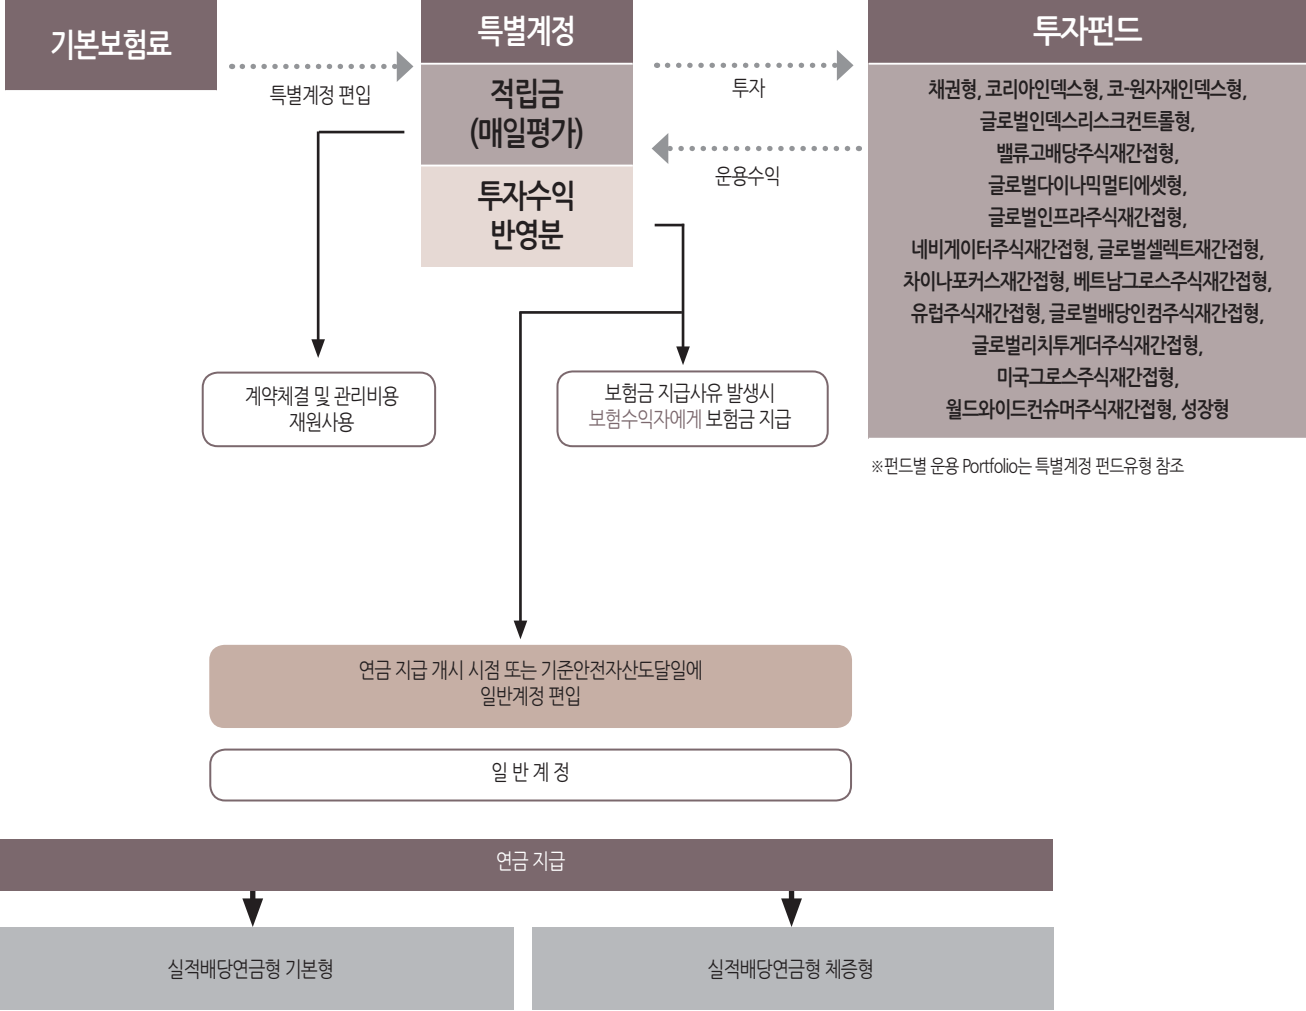 기본보험료
특별계정 편입
특별계정
적립금
(매일평가)
투자수익
반영분
투자
운용수익
투자펀드
채권형, 코리아인덱스형, 코-원자재인덱스형,
글로벌인덱스리스크컨트롤형,
밸류고배당주식재간접형,
글로벌다이나믹멀티에셋형,
글로벌인프라주식재간접형,
네비게이터주식재간접형, 글로벌셀렉트재간접형,
차이나포커스재간접형, 베트남그로스주식재간접형,
유럽주식재간접형, 글로벌배당인컴주식재간접형,
글로벌리치투게더주식재간접형,
미국그로스주식재간접형,
월드와이드컨슈머주식재간접형, 성장형
※펀드별 운용 Portfolio는 특별계정 펀드유형 참조
계약체결 및 관리비용
재원사용
보험금 지급사유 발생시
보험수익자에게 보험금 지급
연금 지급 개시 시점 또는 기준안전자산도달일에
일반계정 편입
일 반 계 정
연금 지급
실적배당연금형 기본형
실적배당연금형 체증형